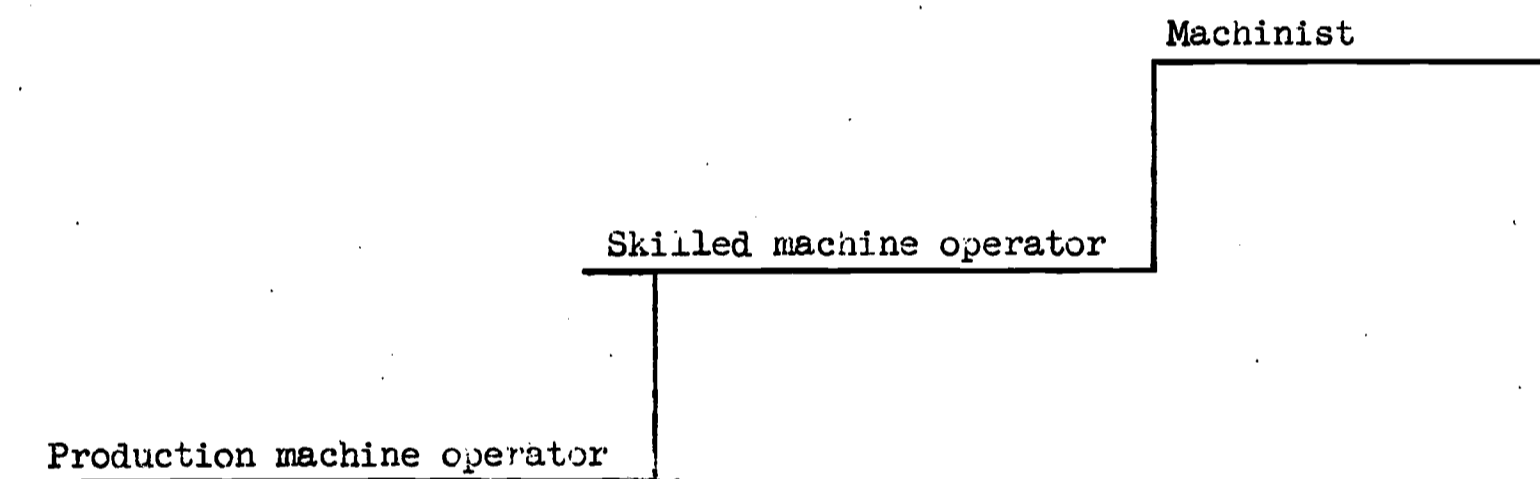 Machinist
Skilled machine operator
Production machine operator